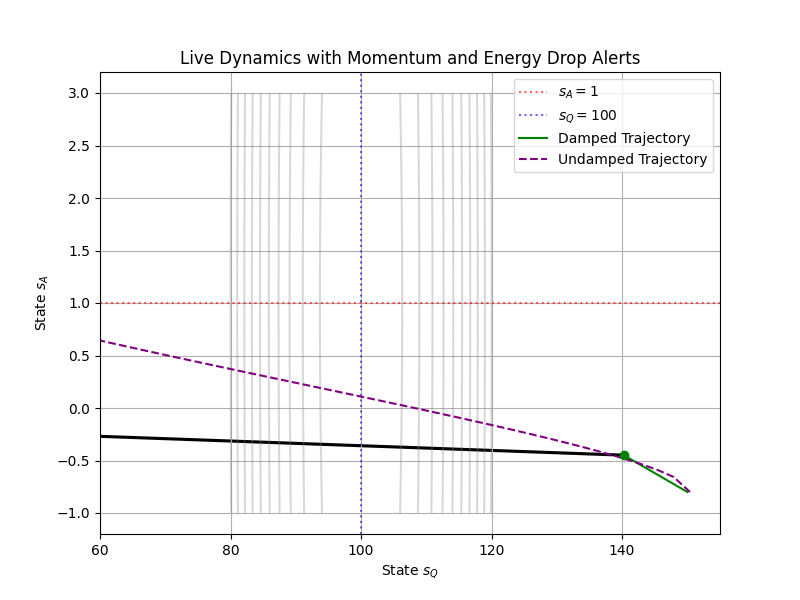 Live Dynamics with Momentum and Energy Drop Alerts
3.0
2.5
2.0
1.5
1.0
0.5
0.0
−0.5
−1.0
State s_A
s_A = 1
s_Q = 100
Damped Trajectory
Undamped Trajectory
60 80 100 120 140
State s_Q